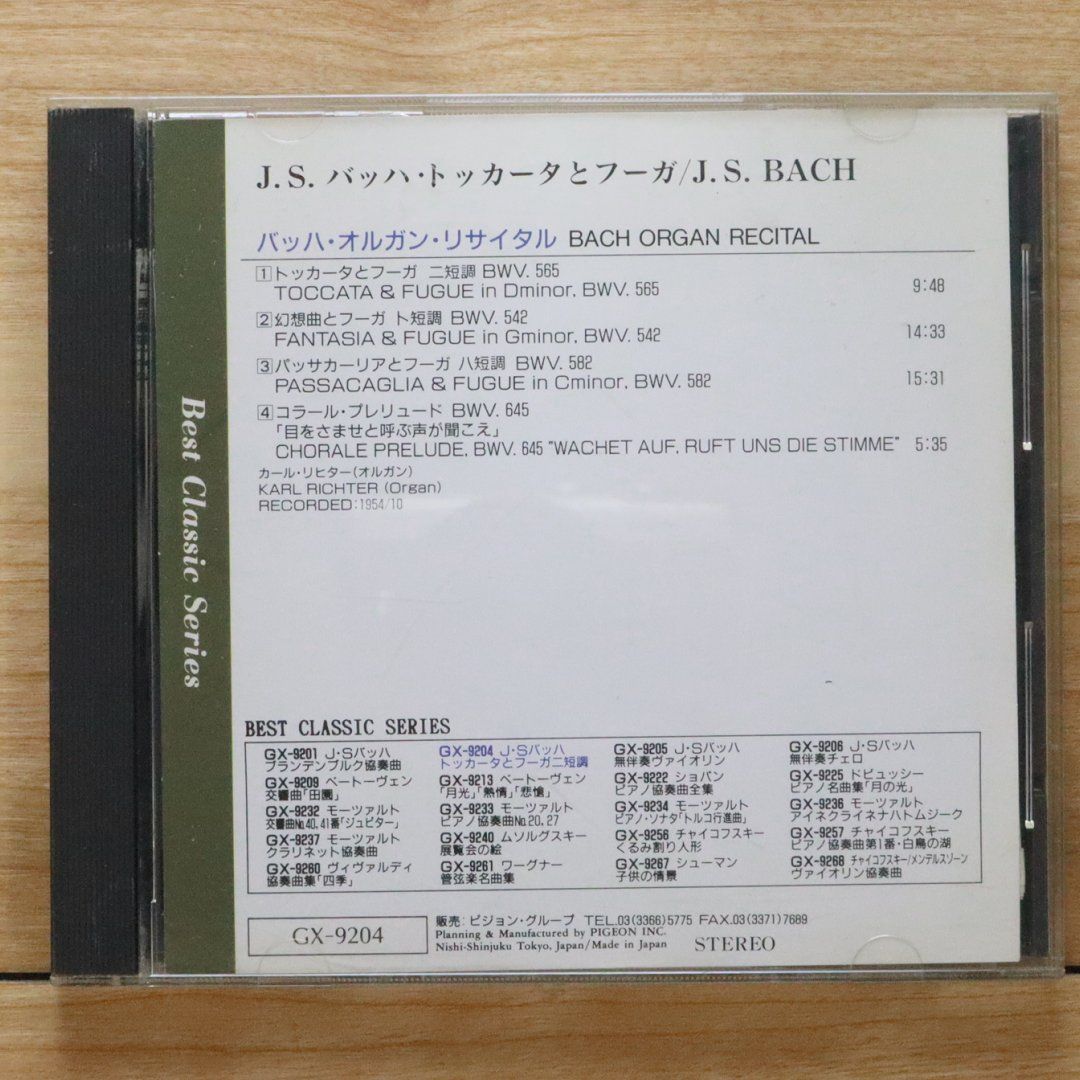 J.S. バッハ・トッカータとフーガ/J.S. BACH
バッハ・オルガン・リサイタル BACH ORGAN RECITAL
1 トッカータとフーガ 二短調 BWV. 565
TOCCATA & FUGUE in Dminor, BWV. 565 9:48
2 幻想曲とフーガ ト短調 BWV. 542
FANTASIA & FUGUE in Gminor, BWV. 542 14:33
3 パッサカーリアとフーガ ハ短調 BWV. 582
PASSACAGLIA & FUGUE in Cminor, BWV. 582 15:31
4 コラール・プレリュード BWV. 645
「目をさませと呼ぶ声が聞こえ」
CHORALE PRELUDE, BWV. 645 "WACHET AUF, RUFT UNS DIE STIMME" 5:35
カール・リヒター(オルガン)
KARL RICHTER (Organ)
RECORDED:1954/10
Best Classic Series
BEST CLASSIC SERIES
GX-9201 J・Sバッハ
ブランデンブルク協奏曲
GX-9209 ベートーヴェン
交響曲「田園」
GX-9232 モーツァルト
交響曲No.40,41番「ジュピター」
GX-9237 モーツァルト
クラリネット協奏曲
GX-9260 ヴィヴァルディ
協奏曲集「四季」
GX-9204 J・Sバッハ
トッカータとフーガ二短調
GX-9213 ベートーヴェン
「月光」「熱情」「悲愴」
GX-9233 モーツァルト
ピアノ協奏曲No.20,27
GX-9240 ムソルグスキー
展覧会の絵
GX-9261 ワーグナー
管弦楽名曲集
GX-9205 J・Sバッハ
無伴奏ヴァイオリン
GX-9222 ショパン
ピアノ協奏曲全集
GX-9234 モーツァルト
ピアノ・ソナタ「トルコ行進曲」
GX-9256 チャイコフスキー
くるみ割り人形
GX-9267 シューマン
子供の情景
GX-9206 J・Sバッハ
無伴奏チェロ
GX-9225 ドビュッシー
ピアノ名曲集「月の光」
GX-9236 モーツァルト
アイネクライネナハトムジーク
GX-9257 チャイコフスキー
ピアノ協奏曲第1番・白鳥の湖
GX-9268 チャイコフスキー/メンデルスゾーン
ヴァイオリン協奏曲
GX-9204
販売:ピジョン・グループ TEL.03(3366)5775 FAX.03(3371)7689
Planning & Manufactured by PIGEON INC.
Nishi-Shinjuku Tokyo, Japan/Made in Japan STEREO